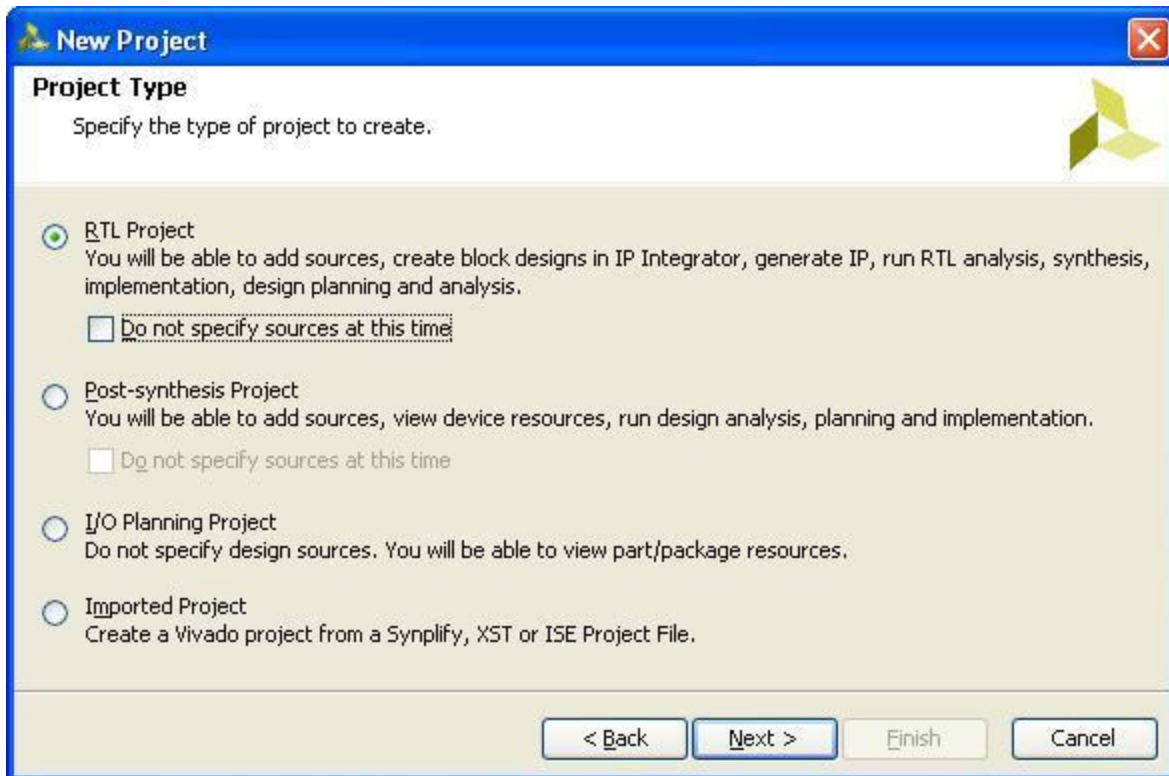 New Project
Project Type
Specify the type of project to create.
RTL Project
You will be able to add sources, create block designs in IP Integrator, generate IP, run RTL analysis, synthesis,
implementation, design planning and analysis.
Do not specify sources at this time
Post-synthesis Project
You will be able to add sources, view device resources, run design analysis, planning and implementation.
Do not specify sources at this time
I/O Planning Project
Do not specify design sources. You will be able to view part/package resources.
Imported Project
Create a Vivado project from a Synplify, XST or ISE Project File.
< Back Next > Finish Cancel